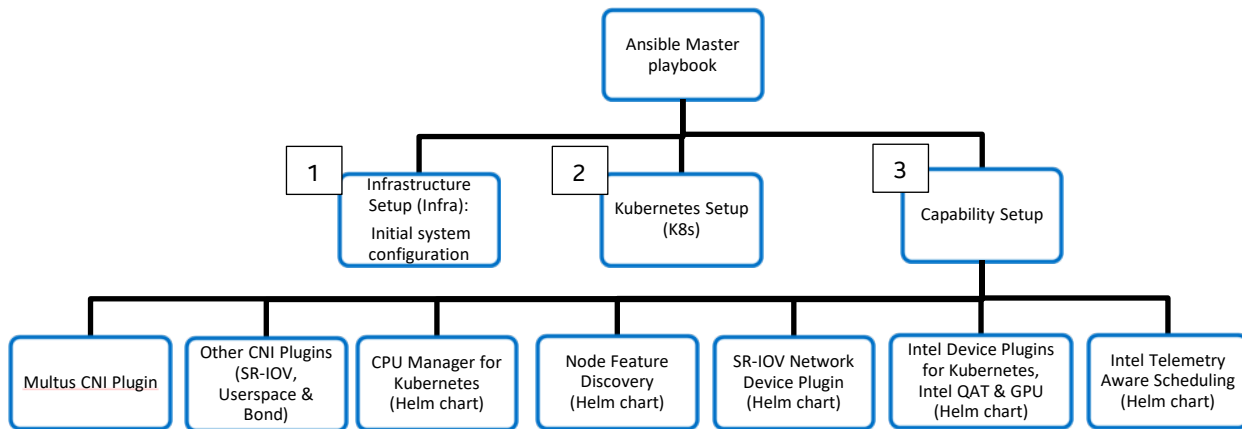 Ansible Master
playbook
1
Infrastructure
Setup (Infra):
Initial system
configuration
2
Kubernetes Setup
(K8s)
3
Capability Setup
Multus CNI Plugin
Other CNI Plugins
(SR-IOV,
Userspace &
Bond)
CPU Manager for
Kubernetes
(Helm chart)
Node Feature
Discovery
(Helm chart)
SR-IOV Network
Device Plugin
(Helm chart)
Intel Device Plugins
for Kubernetes,
Intel QAT & GPU
(Helm chart)
Intel Telemetry
Aware Scheduling
(Helm chart)